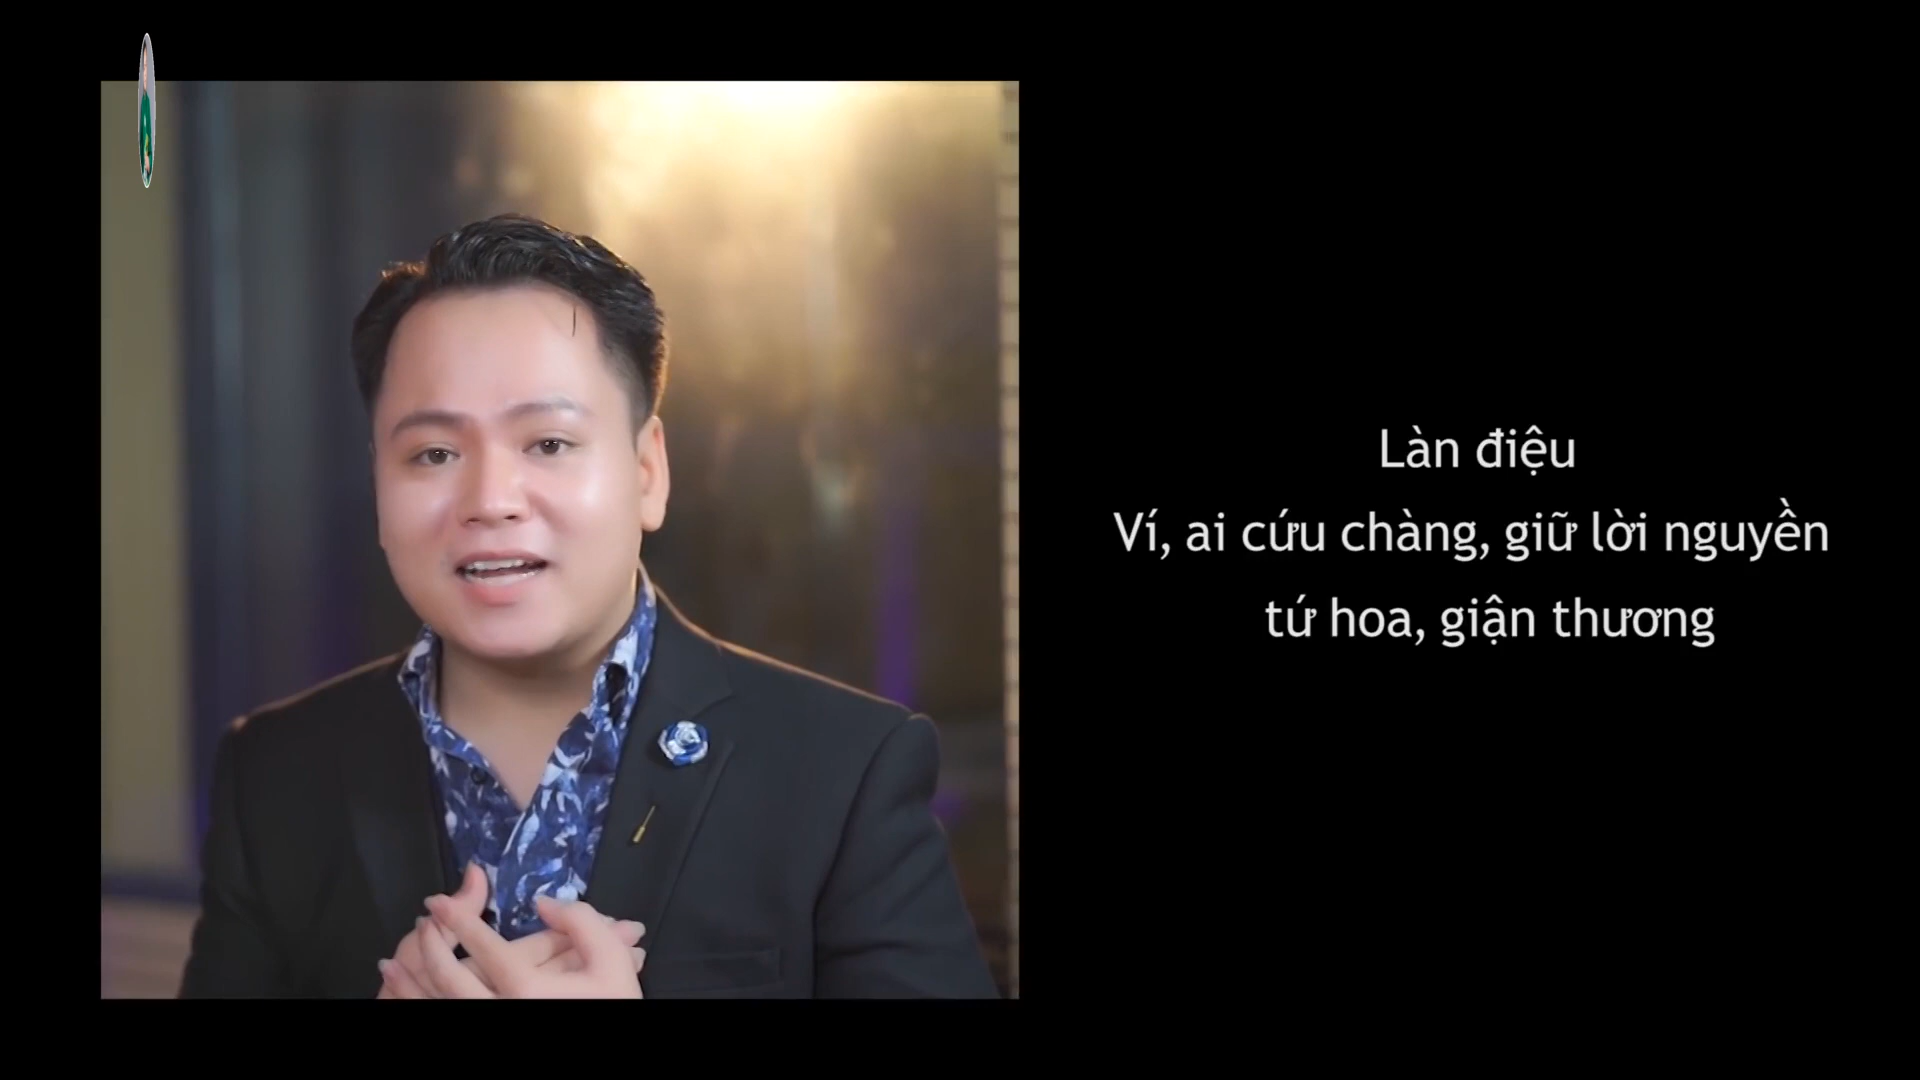 Làn điệu
Ví, ai cứu chàng, giữ lời nguyền
tứ hoa, giận thương